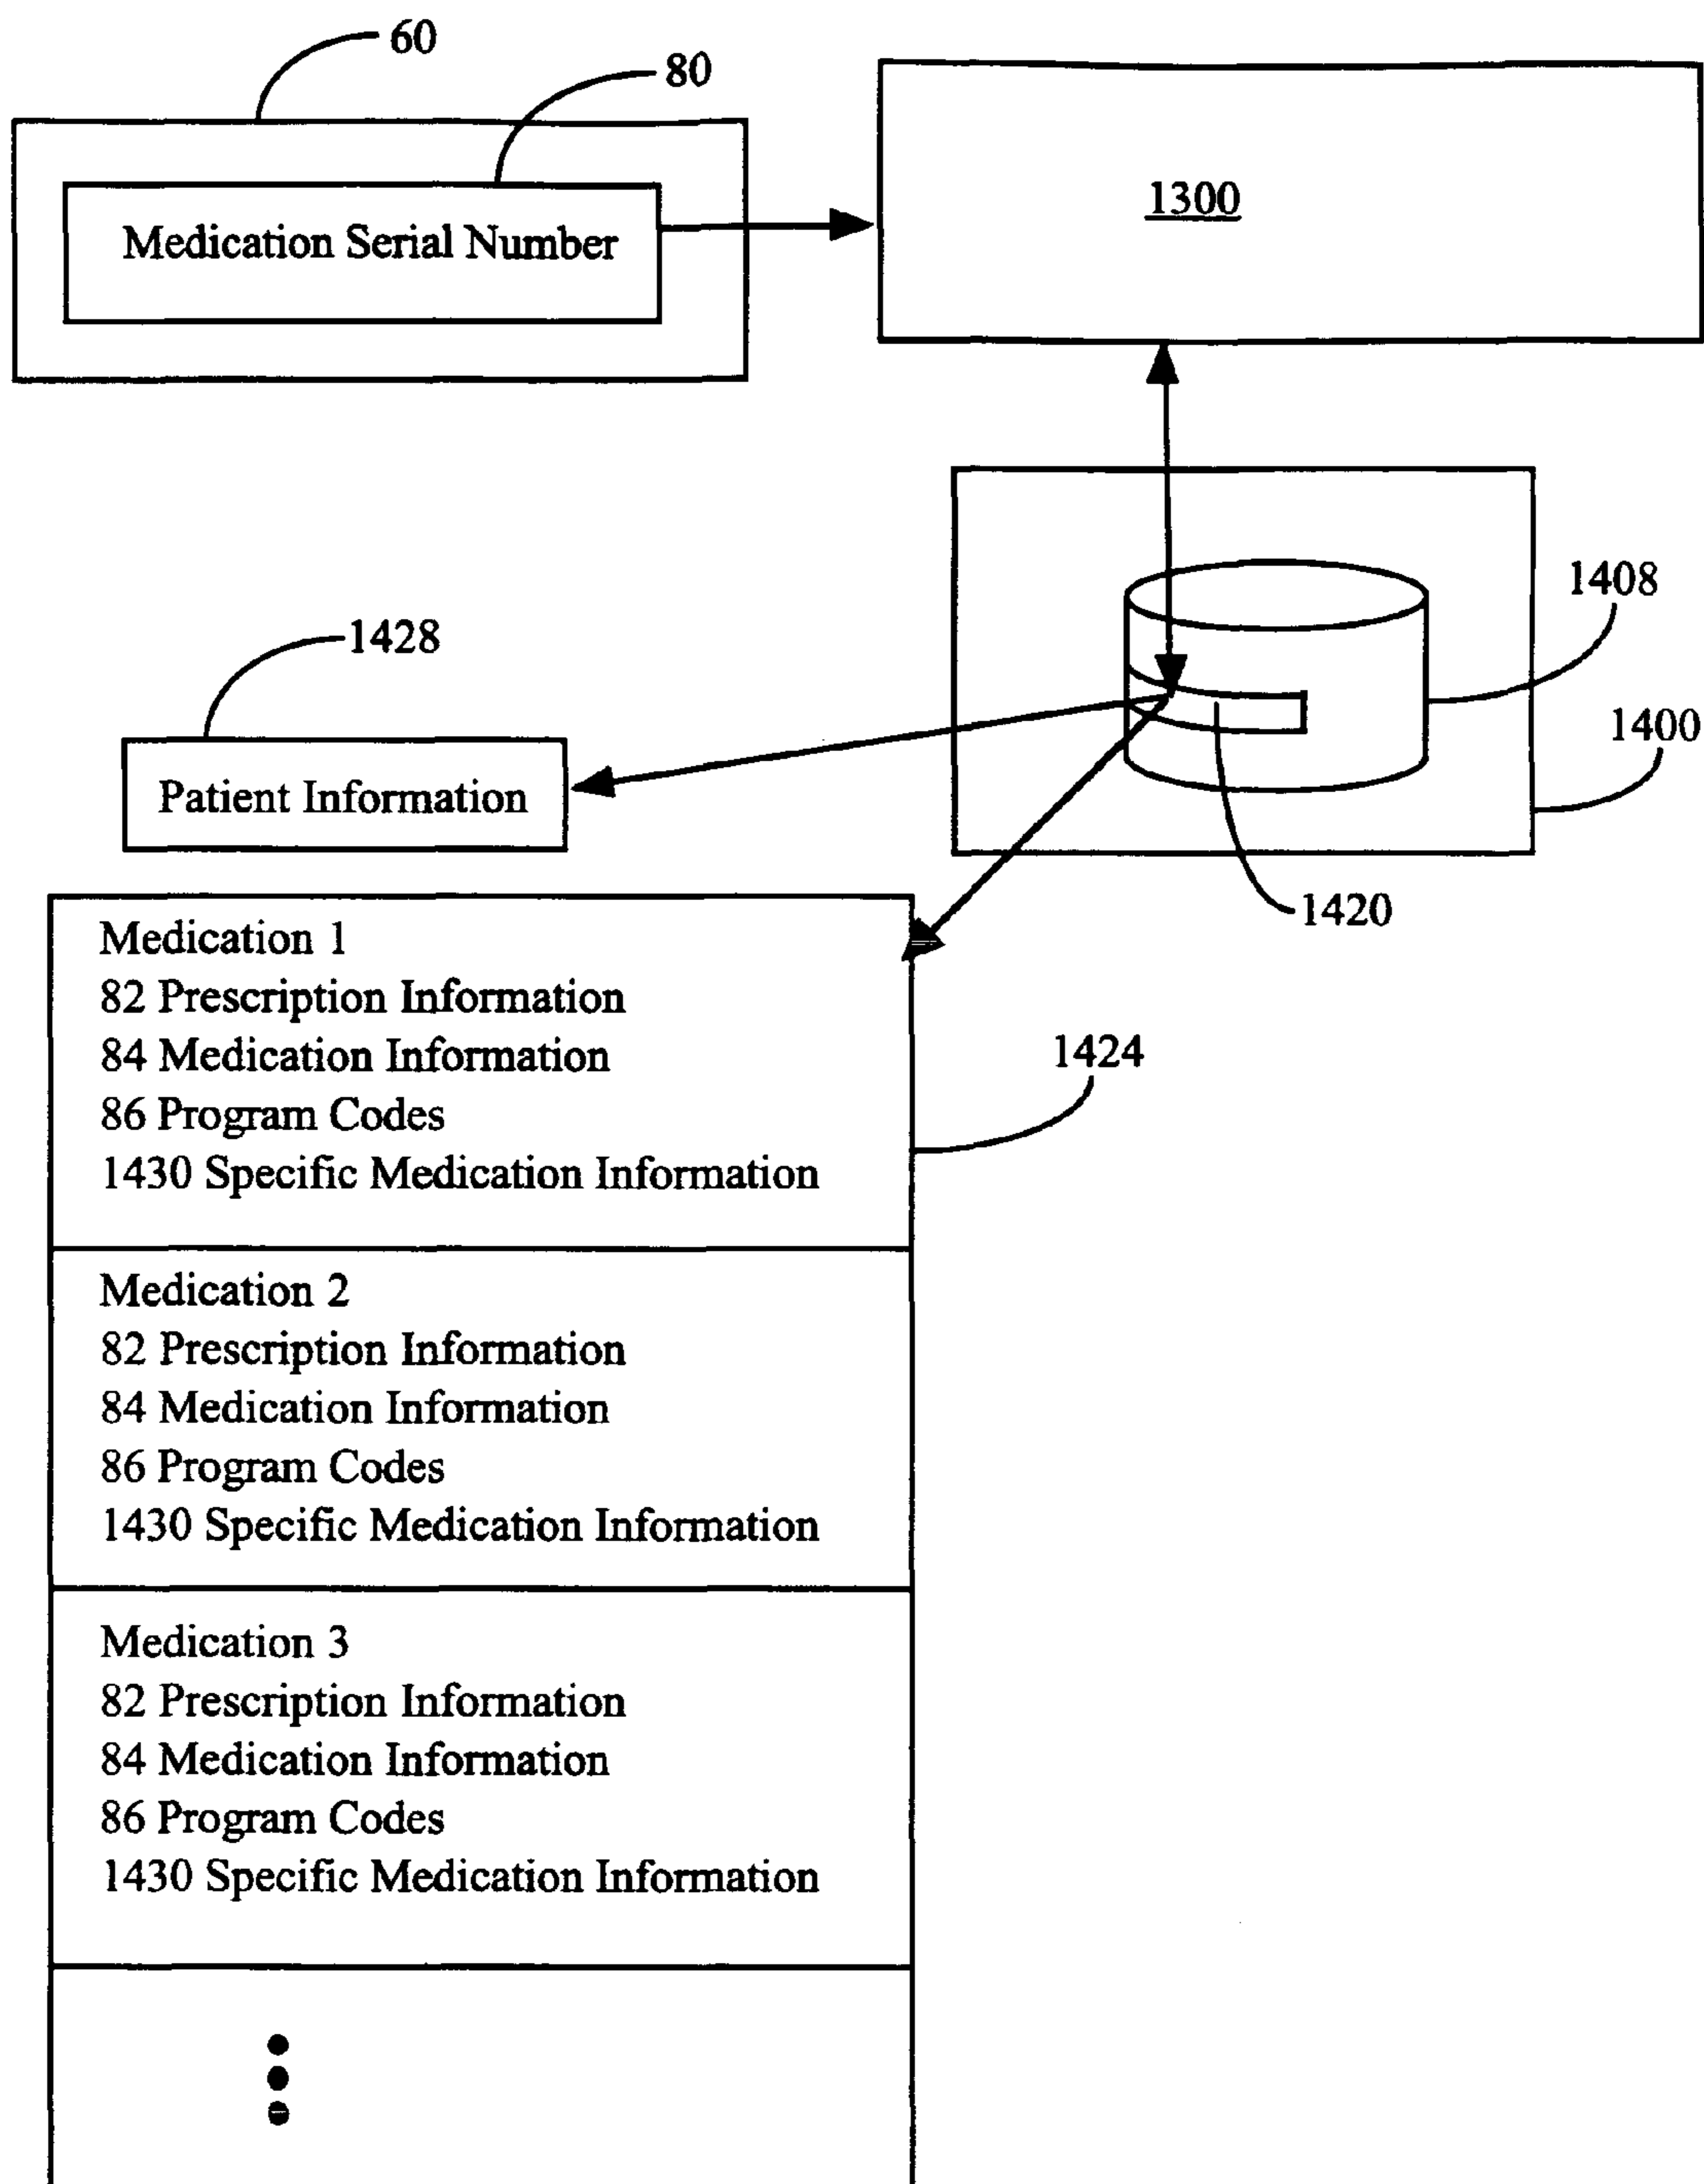 60
80
Medication Serial Number
1300
1408
1428
1400
Patient Information
1420
Medication 1
82 Prescription Information
84 Medication Information
1424
86 Program Codes
1430 Specific Medication Information
Medication 2
82 Prescription Information
84 Medication Information
86 Program Codes
1430 Specific Medication Information
Medication 3
82 Prescription Information
84 Medication Information
86 Program Codes
1430 Specific Medication Information